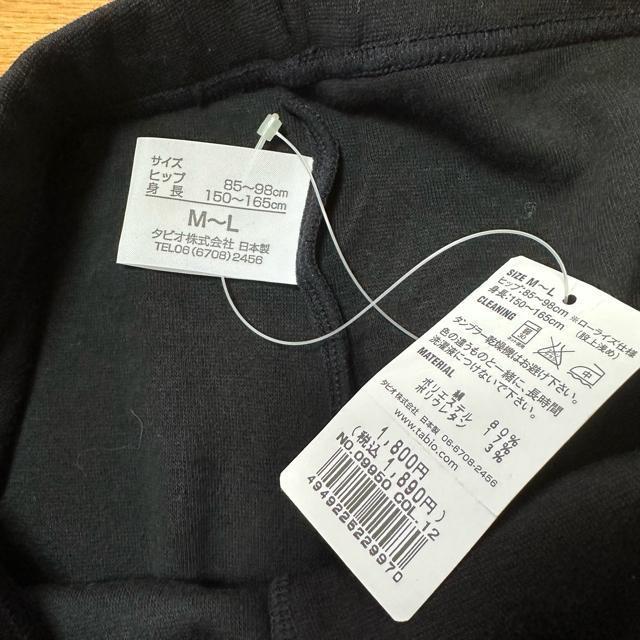 サイズ
ヒップ 85〜98cm
身長 150〜165cm
M〜L
タビオ株式会社 日本製
TEL06(6708)2456
SIZE M〜L
ヒップ:85〜98cm ※ローライズ仕様
身長:150〜165cm (股上浅め)
CLEANING
タンブラー乾燥機はお避け下さい。
色の違うものと一緒に、長時間
洗濯液につけないで下さい。
MATERIAL
綿 80%
ポリエステル 17%
ポリウレタン 3%
タビオ株式会社 日本製 06-6708-2456
www.tabio.com
1,800円
(税込 1,890円)
NO.09950 COL.12
4949225229970